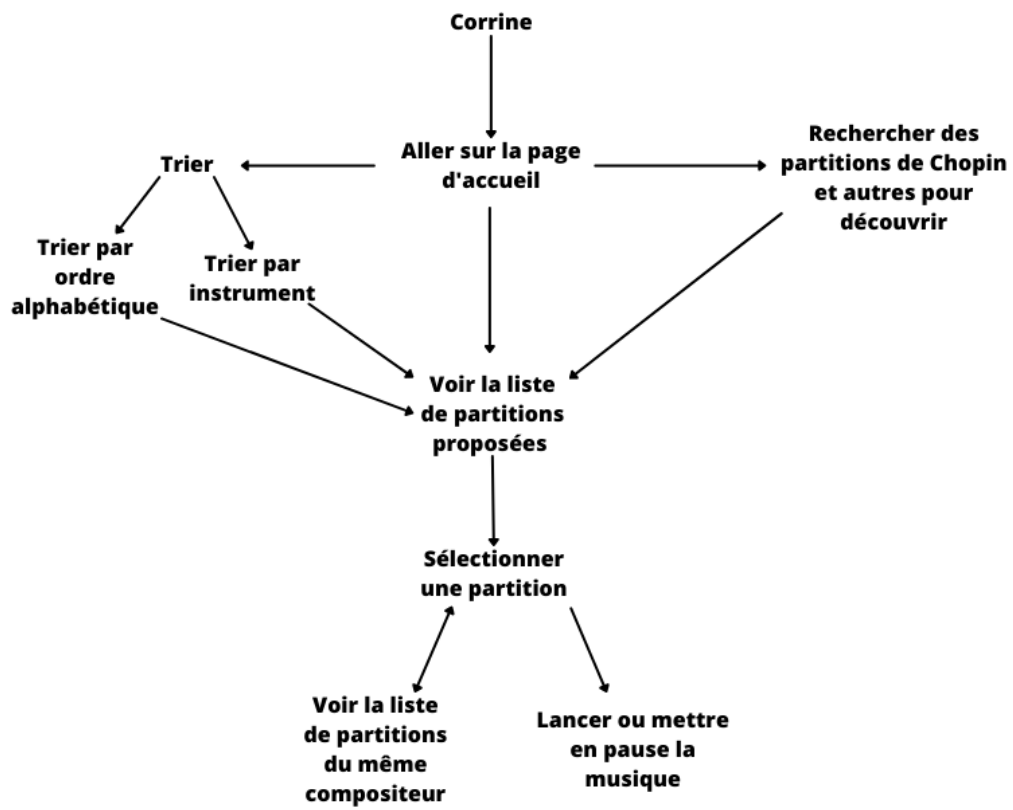 Corrine
Aller sur la page
d'accueil
Trier
Rechercher des
partitions de Chopin
et autres pour
découvrir
Trier par
ordre
alphabétique
Trier par
instrument
Voir la liste
de partitions
proposées
Sélectionner
une partition
Voir la liste
de partitions
du même
compositeur
Lancer ou mettre
en pause la
musique